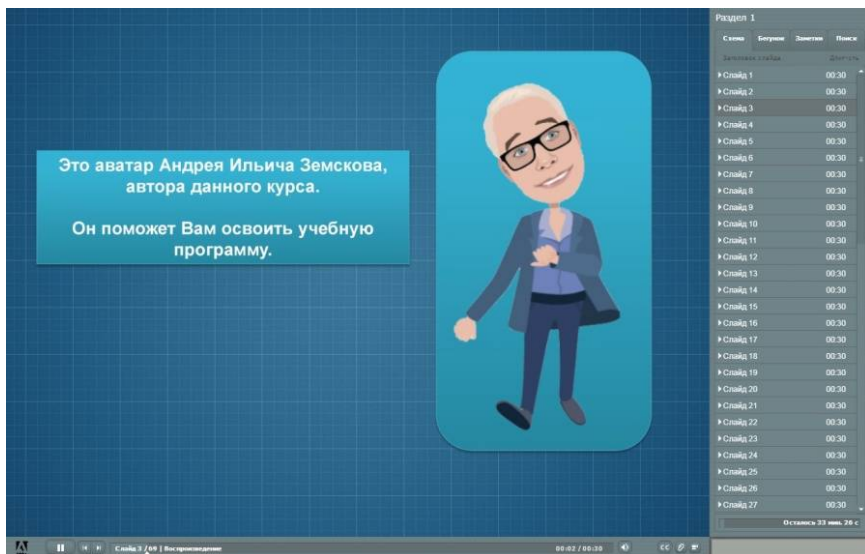 Это аватар Андрея Ильича Земскова,
автора данного курса.
Он поможет Вам освоить учебную
программу.
Раздел 1
Схема Бегунок Заметки Поиск
Заголовок слайда Длител.
Слайд 1 00:30
Слайд 2 00:30
Слайд 3 00:30
Слайд 4 00:30
Слайд 5 00:30
Слайд 6 00:30
Слайд 7 00:30
Слайд 8 00:30
Слайд 9 00:30
Слайд 10 00:30
Слайд 11 00:30
Слайд 12 00:30
Слайд 13 00:30
Слайд 14 00:30
Слайд 15 00:30
Слайд 16 00:30
Слайд 17 00:30
Слайд 18 00:30
Слайд 19 00:30
Слайд 20 00:30
Слайд 21 00:30
Слайд 22 00:30
Слайд 23 00:30
Слайд 24 00:30
Слайд 25 00:30
Слайд 26 00:30
Слайд 27 00:30
Осталось 33 мин. 20 с
Слайд 3 / 69 | Воспроизведение 00:02 / 00:30 CC